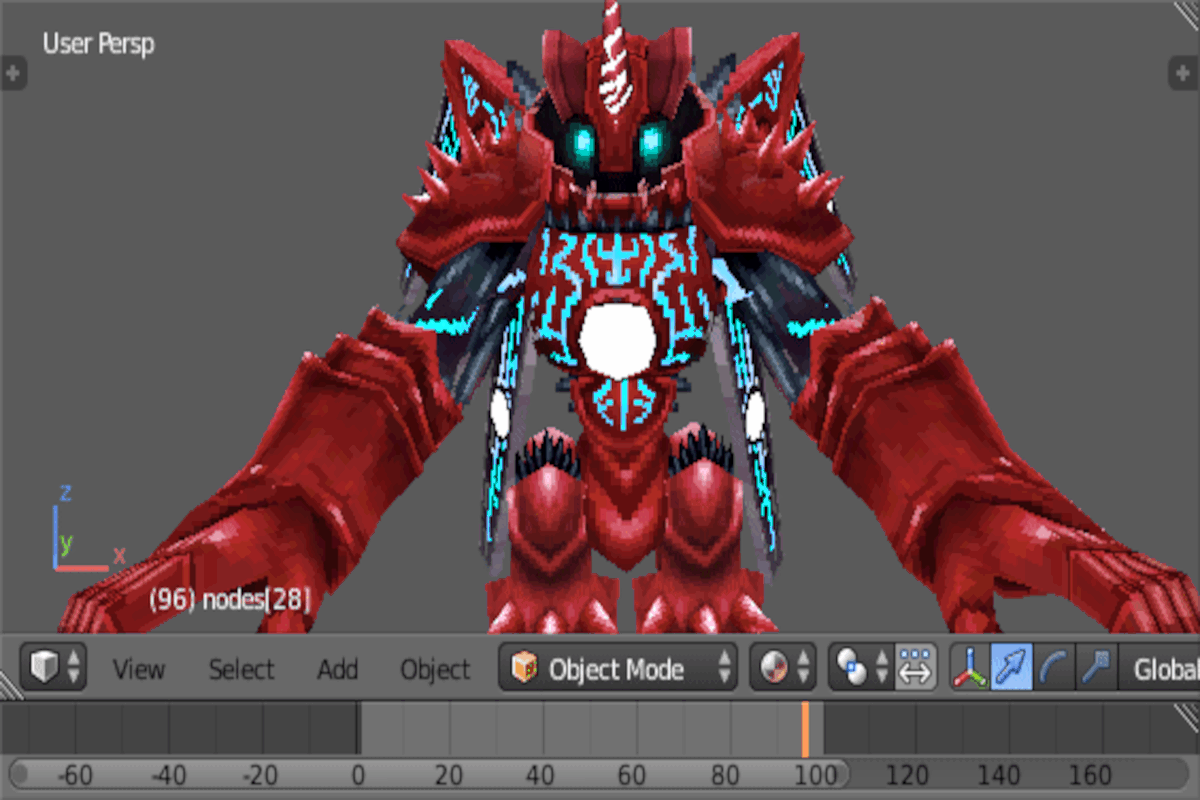 User Persp
z
y
x
(96) nodes[28]
View Select Add Object Object Mode Global
-60 -40 -20 0 20 40 60 80 100 120 140 160